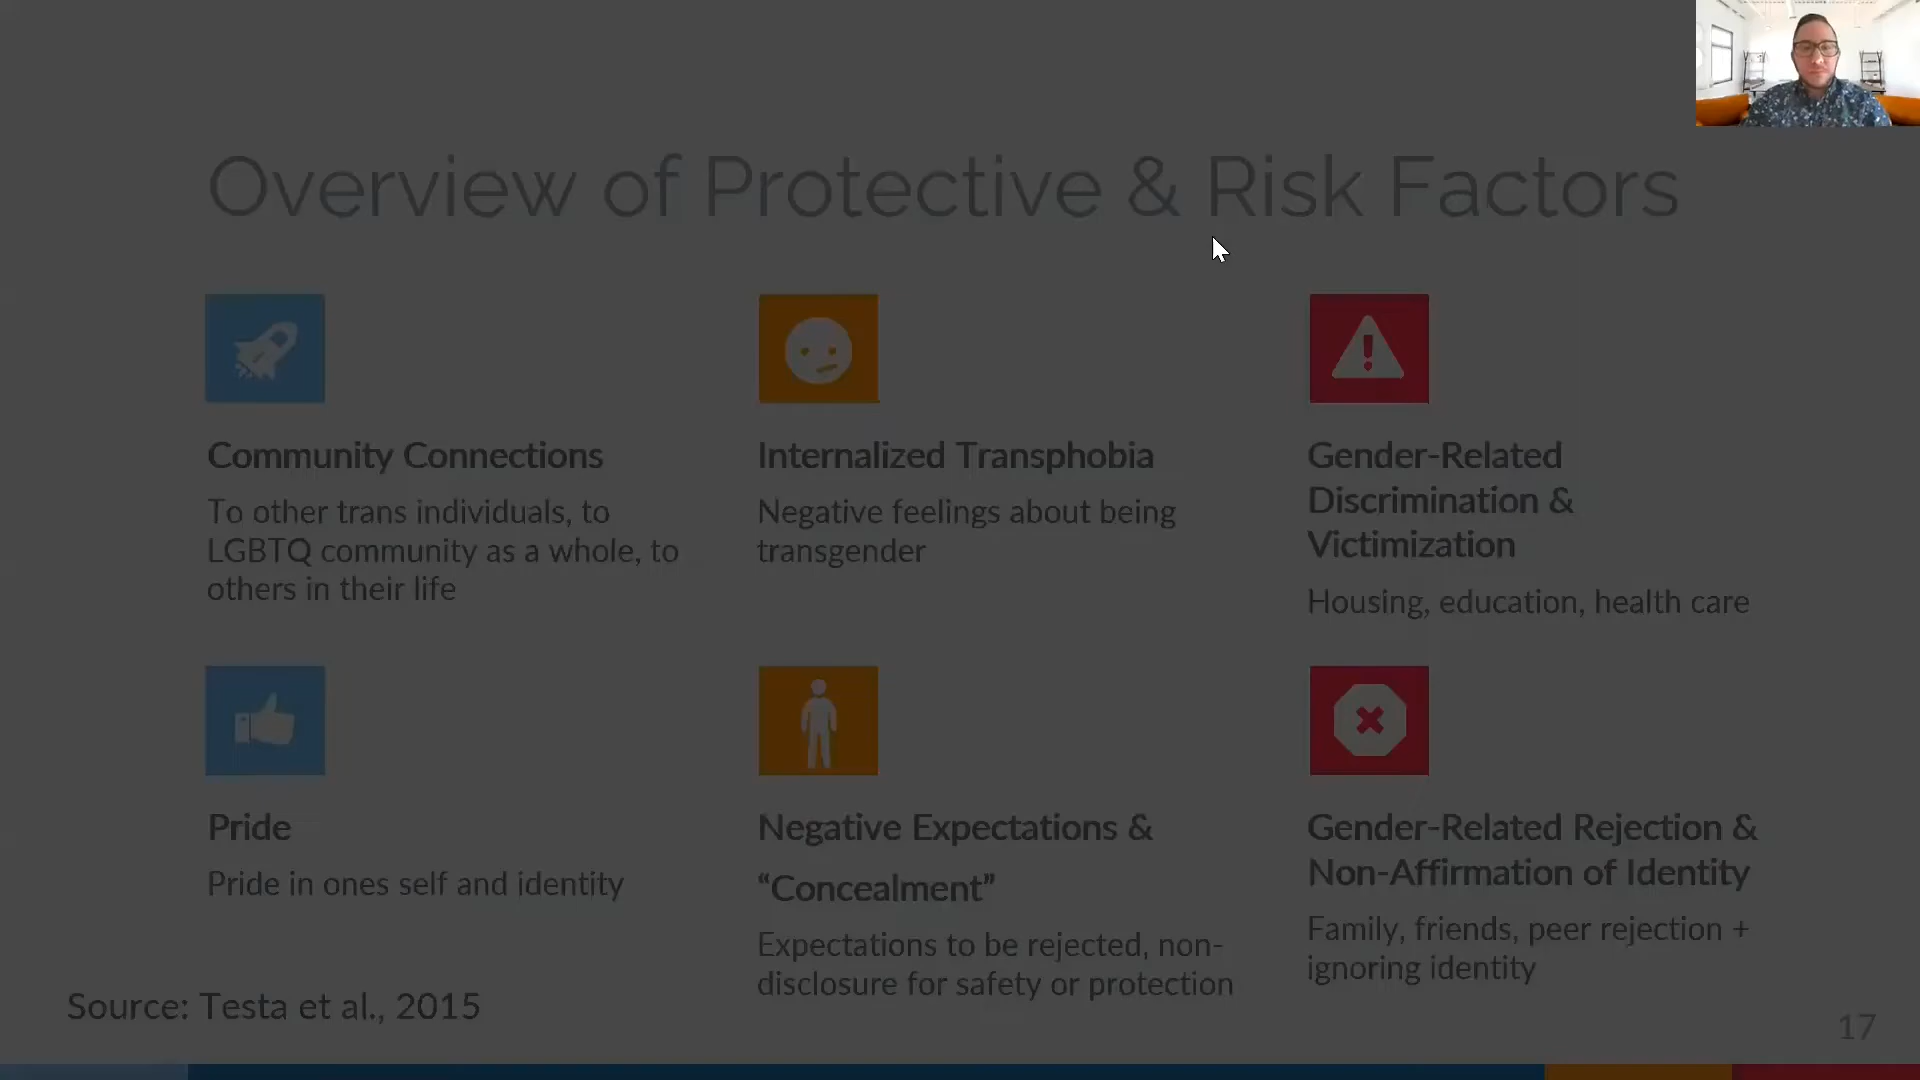 Overview of Protective & Risk Factors
Community Connections
To other trans individuals, to
LGBTQ community as a whole, to
others in their life
Internalized Transphobia
Negative feelings about being
transgender
Gender-Related
Discrimination &
Victimization
Housing, education, health care
Pride
Pride in ones self and identity
Negative Expectations &
“Concealment”
Expectations to be rejected, non-
disclosure for safety or protection
Gender-Related Rejection &
Non-Affirmation of Identity
Family, friends, peer rejection +
ignoring identity
Source: Testa et al., 2015
17